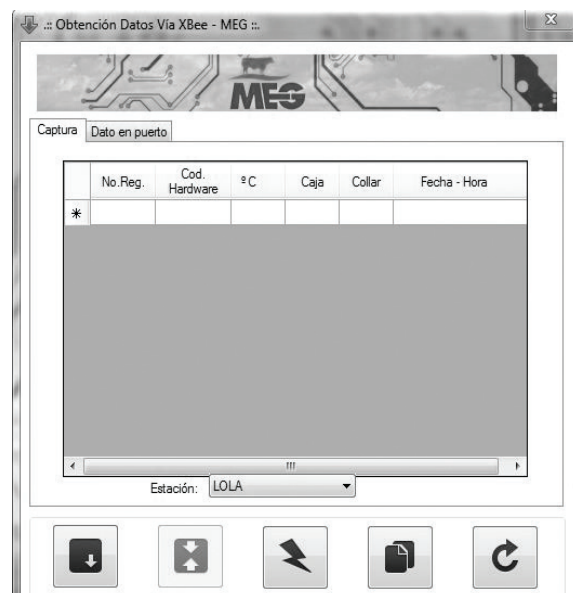 .:: Obtención Datos Vía XBee - MEG ::.
MEG
Captura Dato en puerto
No.Reg. Cod. Hardware ºC Caja Collar Fecha - Hora
*
Estación: LOLA